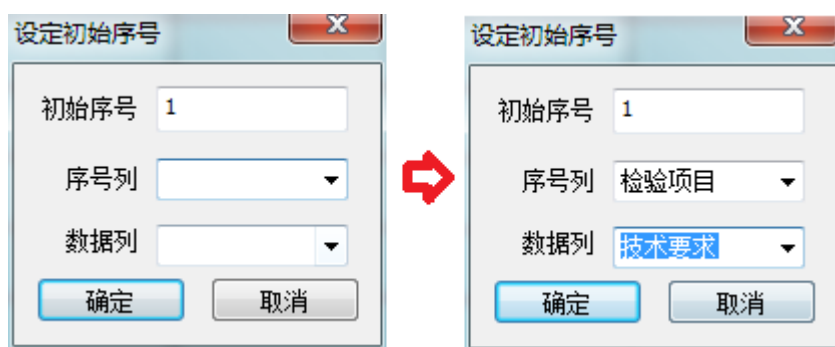 设定初始序号
初始序号 1
序号列
数据列
确定 取消
设定初始序号
初始序号 1
序号列 检验项目
数据列 技术要求
确定 取消